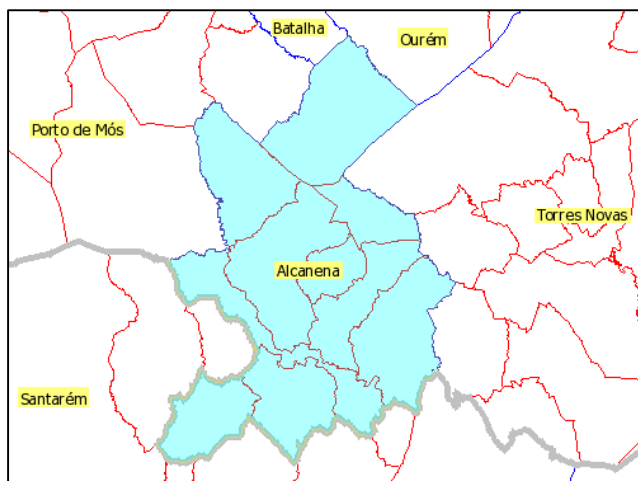 Batalha
Ourém
Porto de Mós
Torres Novas
Alcanena
Santarém